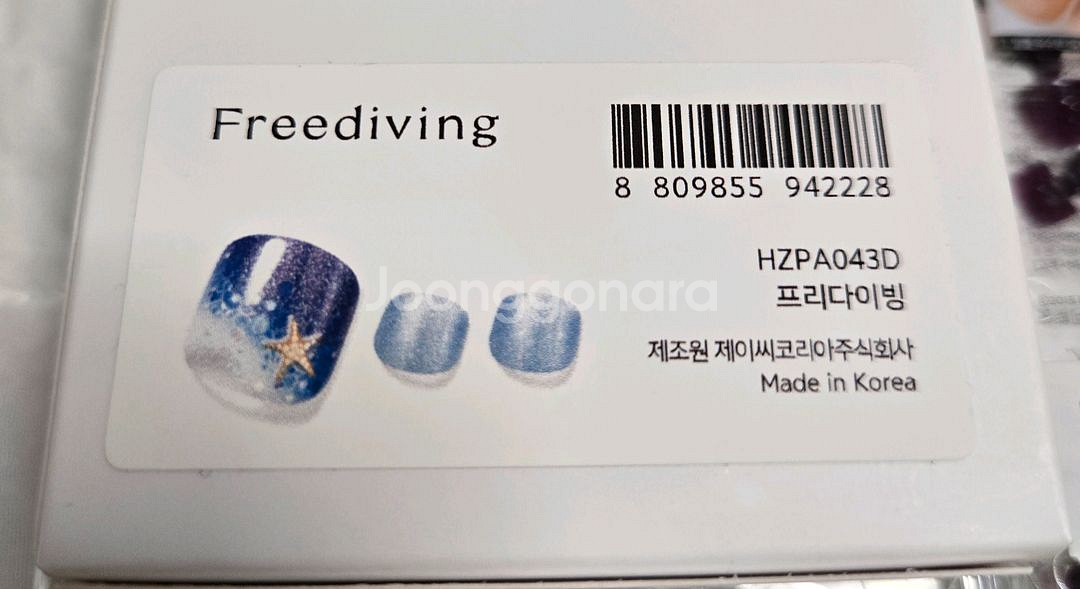 Freediving
8 809855 942228
HZPA043D
프리다이빙
제조원 제이씨코리아주식회사
Made in Korea
Joonggonara